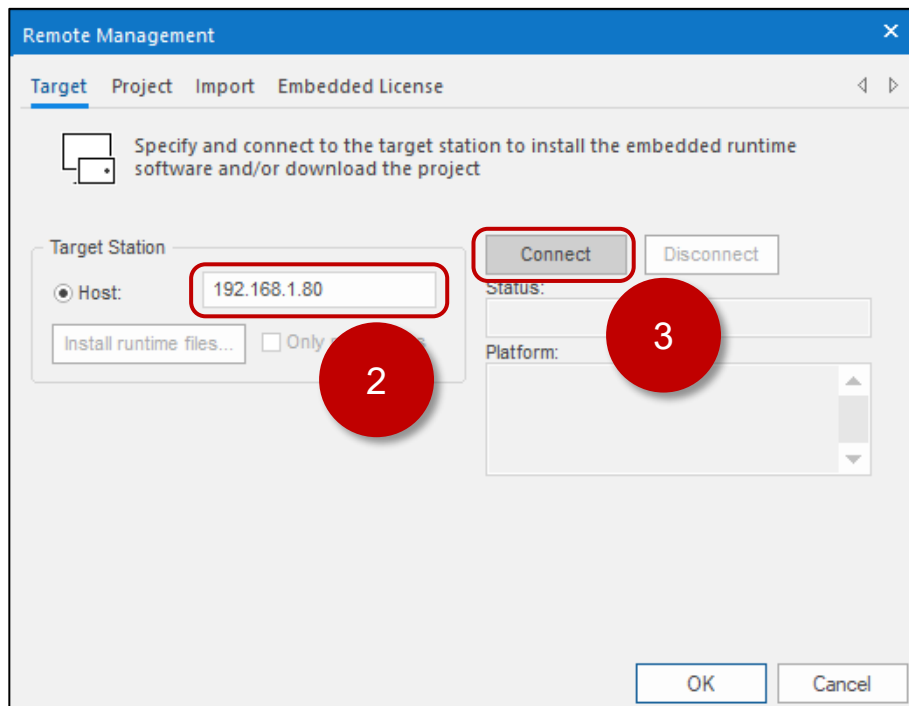 Remote Management
Target Project Import Embedded License
Specify and connect to the target station to install the embedded runtime
software and/or download the project
Target Station
Connect
Disconnect
Host:
192.168.1.80
Status:
Install runtime files...
Only
Platform:
2
3
OK
Cancel